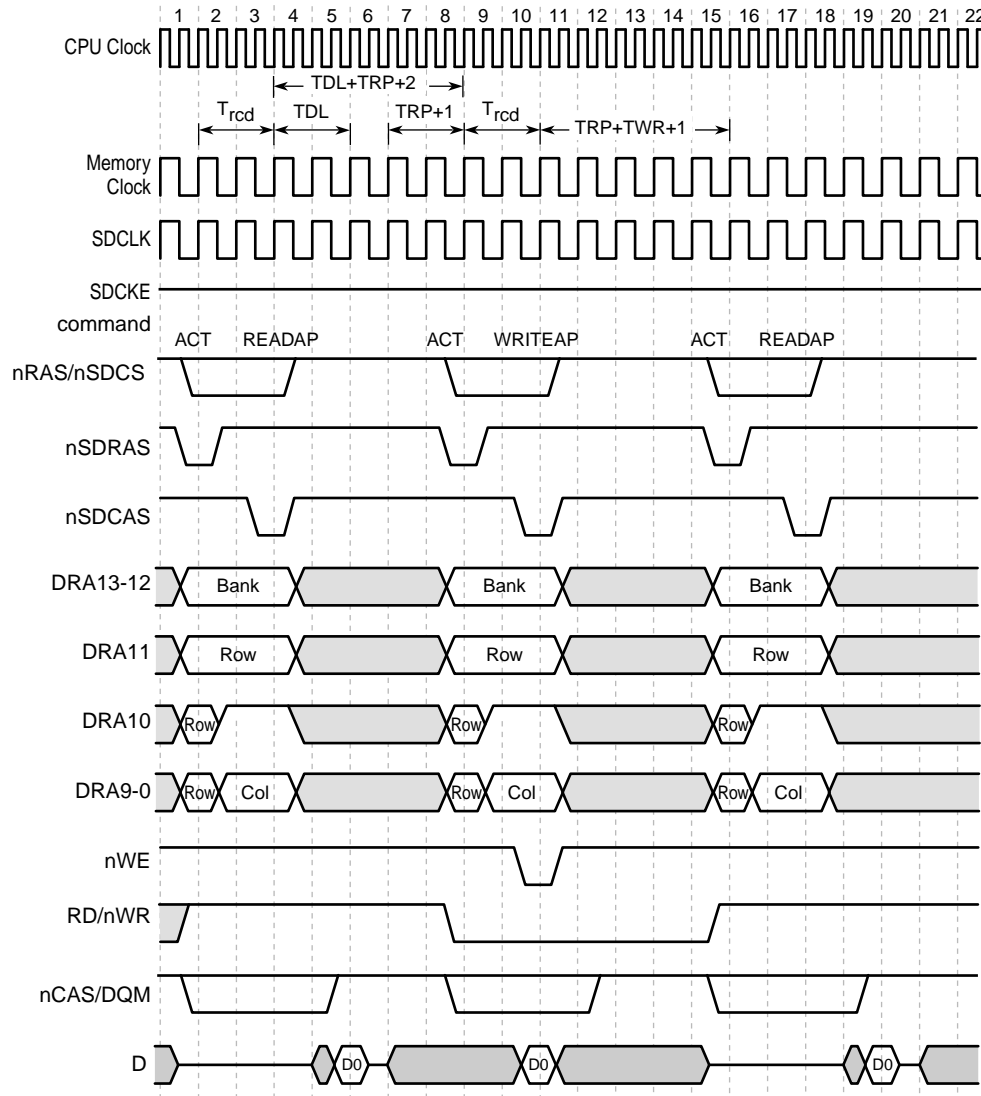 1 2 3 4 5 6 7 8 9 10 11 12 13 14 15 16 17 18 19 20 21 22
CPU Clock
TDL+TRP+2
Trcd TDL TRP+1 Trcd TRP+TWR+1
Memory
Clock
SDCLK
SDCKE
command
ACT READAP ACT WRITEAP ACT READAP
nRAS/nSDCS
nSDRAS
nSDCAS
DRA13-12 Bank Bank Bank
DRA11 Row Row Row
DRA10 Row Row Row
DRA9-0 Row Col Row Col Row Col
nWE
RD/nWR
nCAS/DQM
D D0 D0 D0